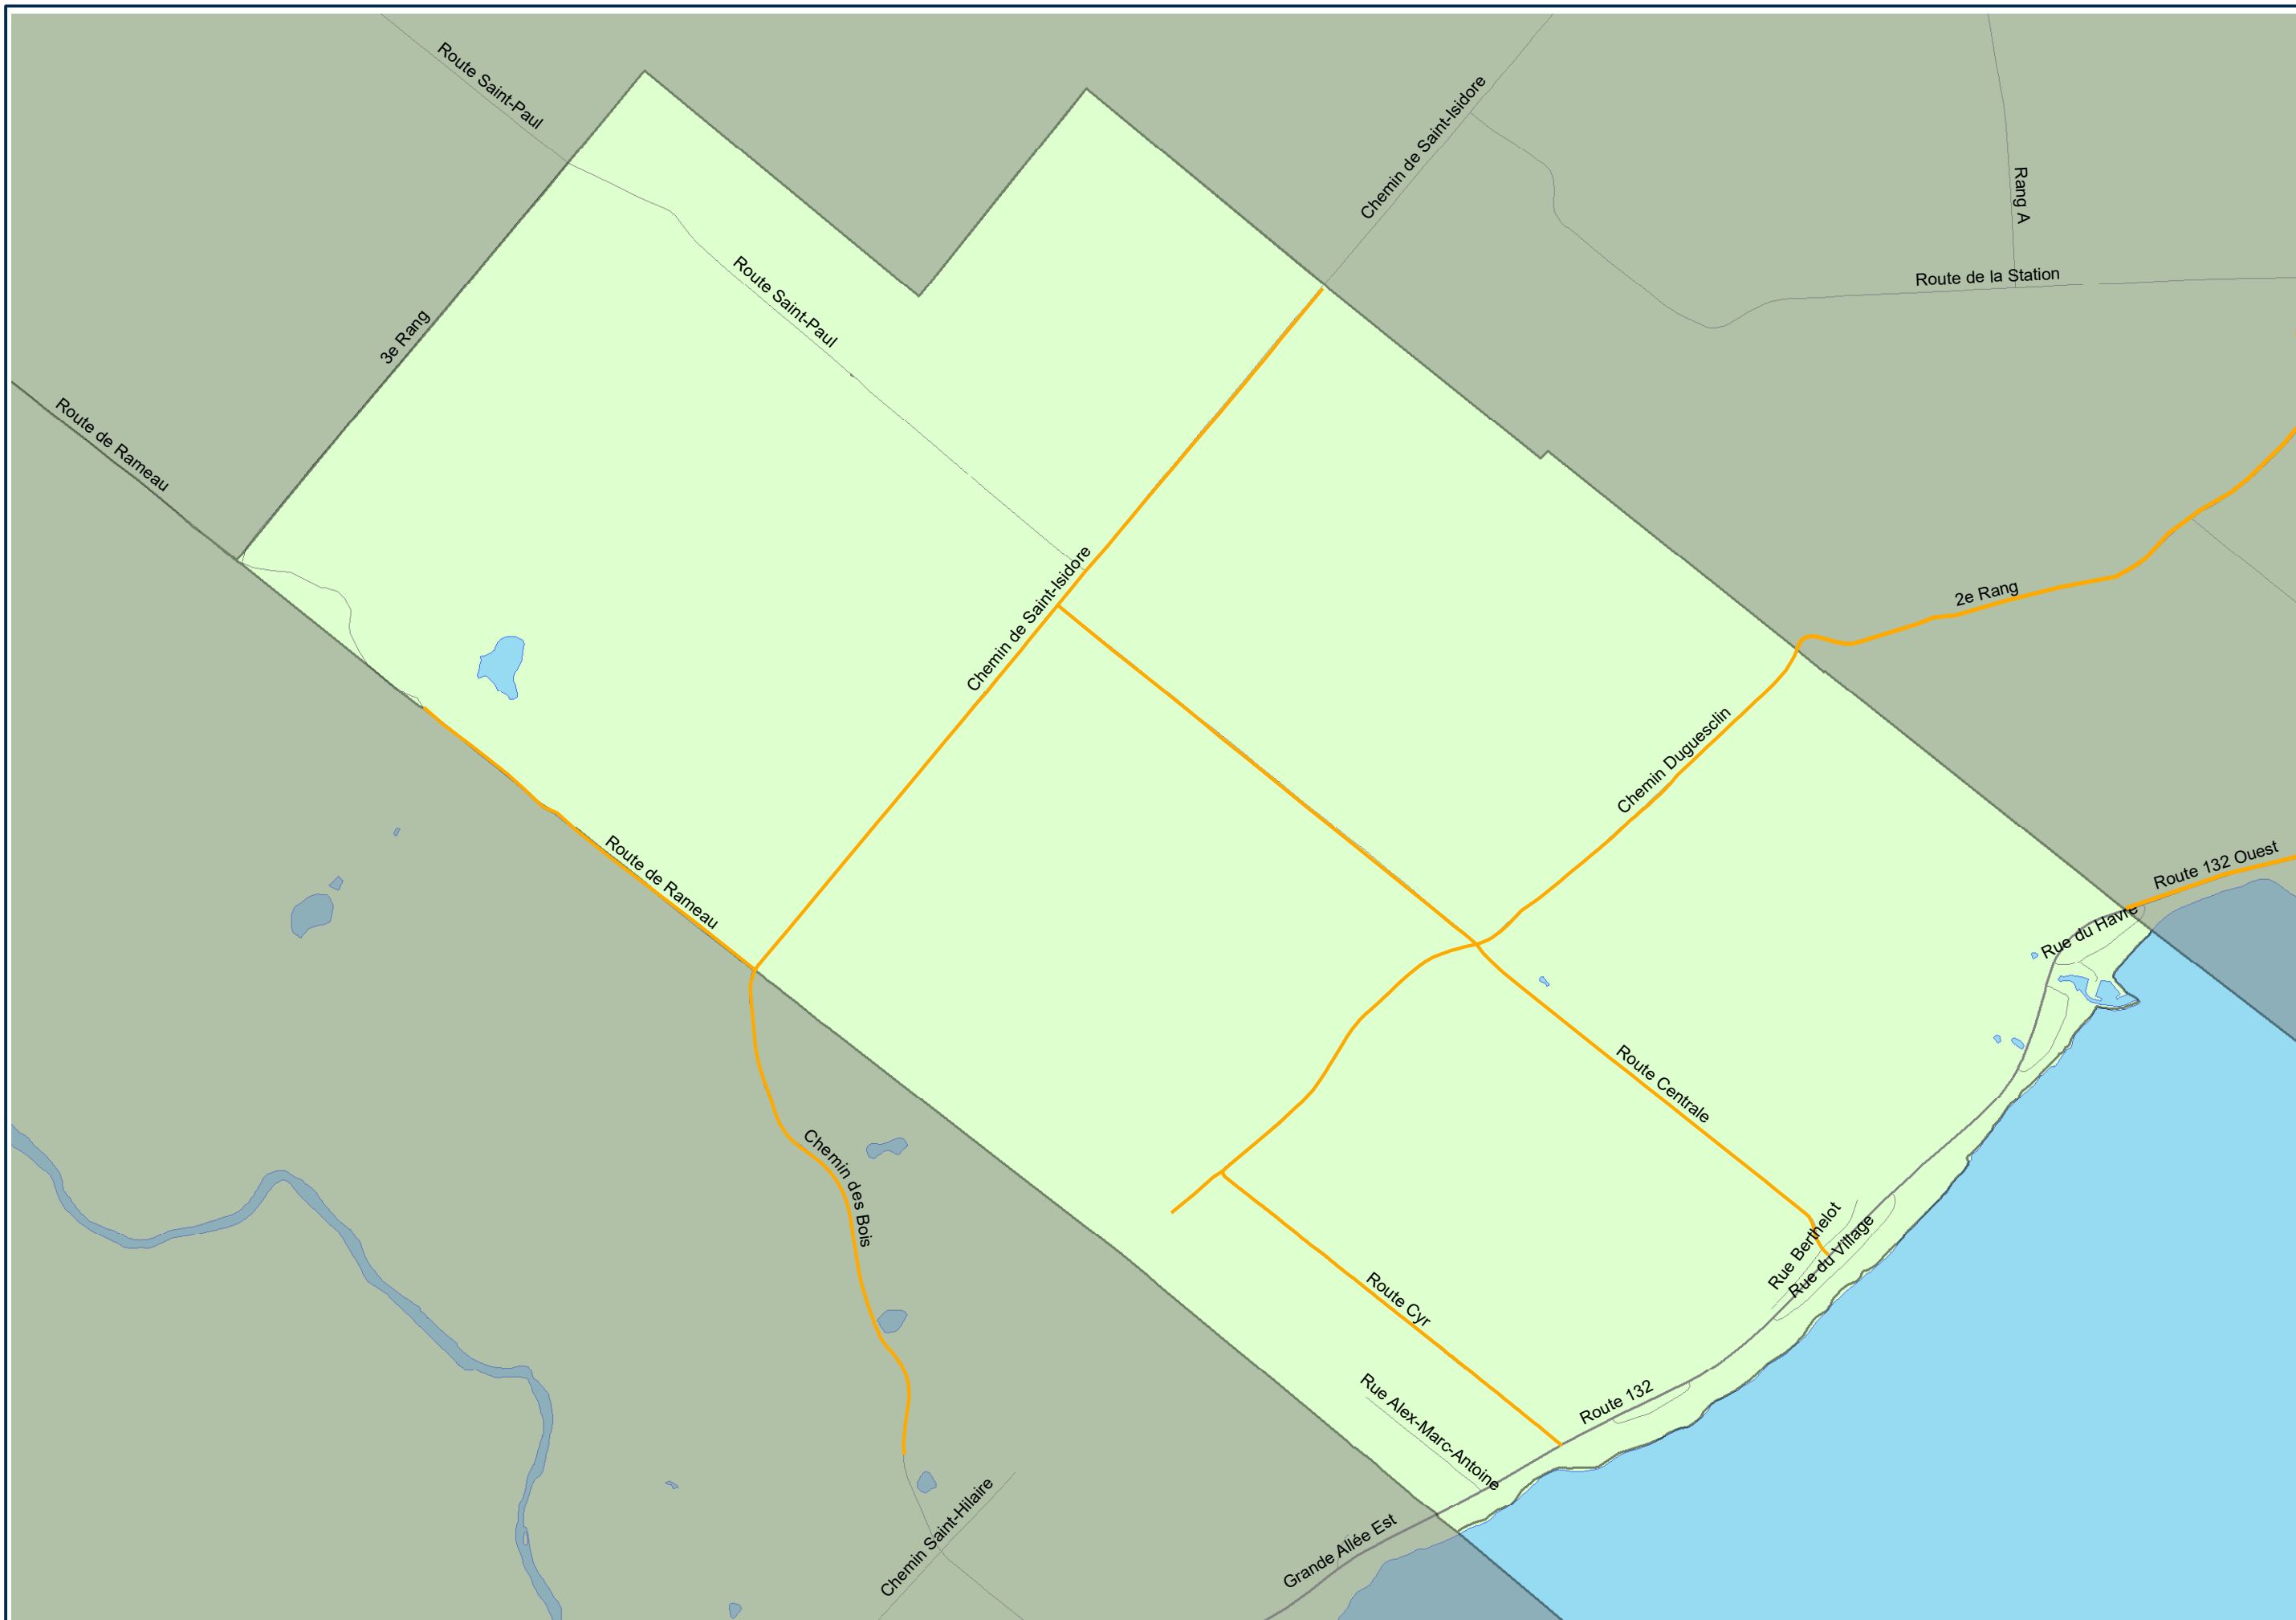 Route Saint-Paul
Chemin de Saint-Isidore
Rang A
Route de la Station
Route Saint-Paul
3e Rang
Route de Rameau
Chemin de Saint-Isidore
2e Rang
Chemin Duguesclin
Route de Rameau
Route 132 Ouest
Rue du Havre
Route Centrale
Chemin des Bois
Rue Berthelot
Rue du Village
Route Cyr
Rue Alex-Marc-Antoine
Route 132
Chemin Saint-Hilaire
Grande Allée Est